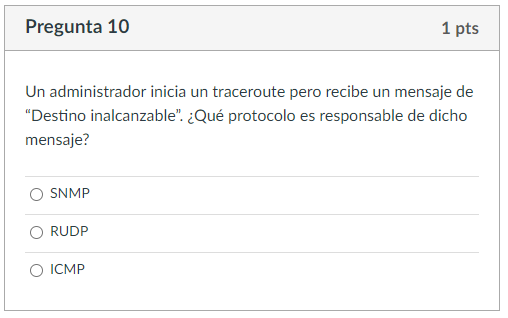 Pregunta 10
1 pts
Un administrador inicia un traceroute pero recibe un mensaje de
“Destino inalcanzable”. ¿Qué protocolo es responsable de dicho
mensaje?
SNMP
RUDP
ICMP